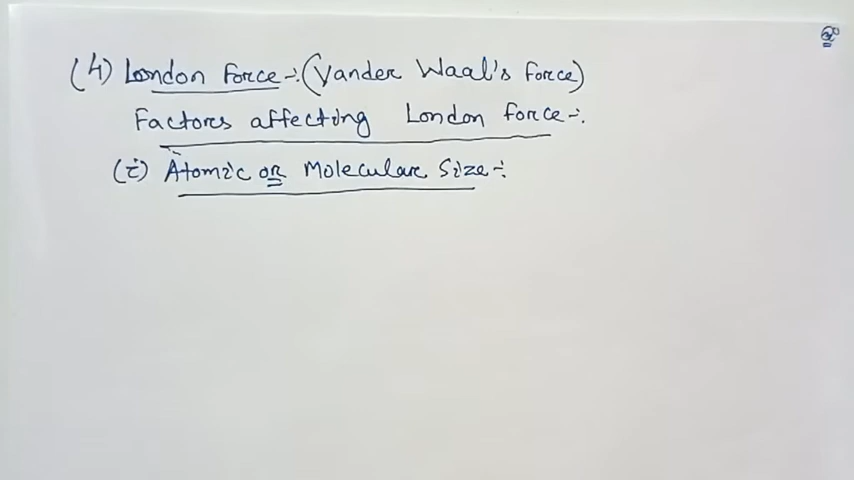 (4) London Force -: (Vander Waal's Force)
Factors affecting London force -:
(i) Atomic or Molecular Size -: